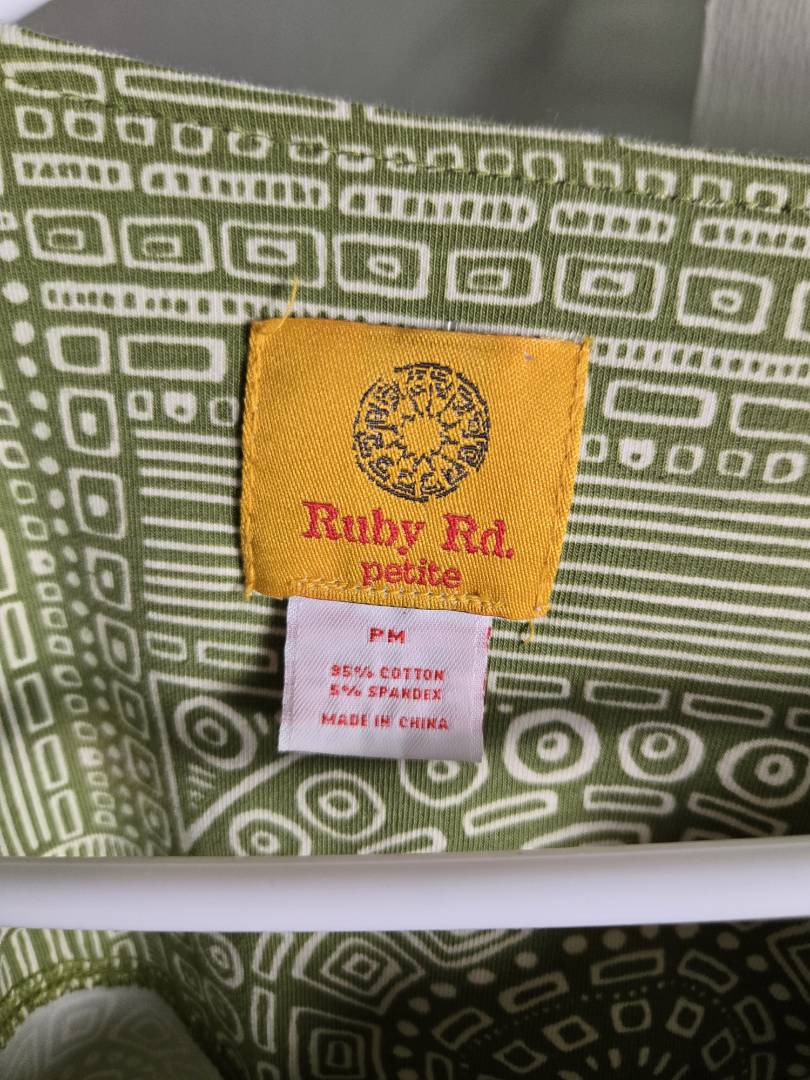 Ruby Rd.
petite
PM
95% COTTON
5% SPANDEX
MADE IN CHINA